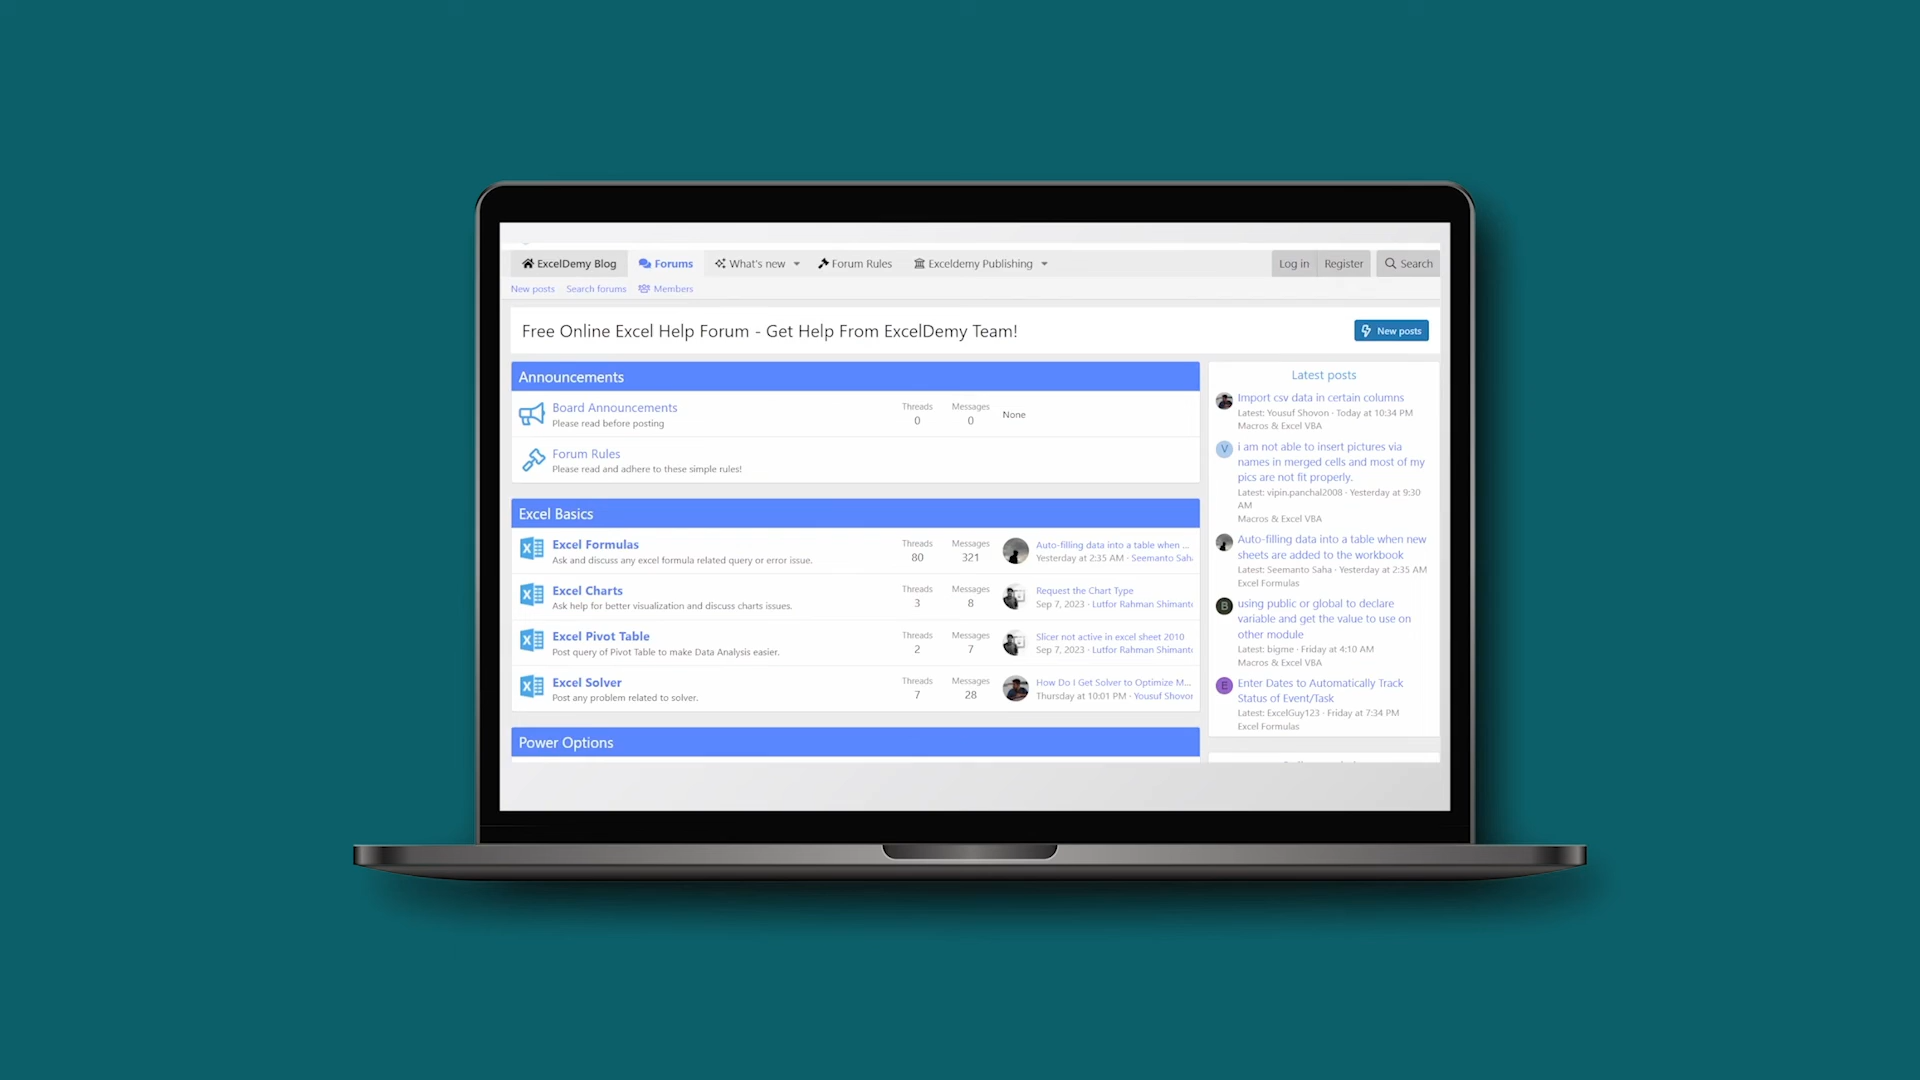 ExcelDemy Blog Forums What's new Forum Rules Exceldemy Publishing Log in Register Search
New posts Search forums Members
Free Online Excel Help Forum - Get Help From ExcelDemy Team!
New posts
Announcements
Board Announcements
Please read before posting
Threads
0
Messages
0
None
Forum Rules
Please read and adhere to these simple rules!
Excel Basics
Excel Formulas
Ask and discuss any excel formula related query or error issue.
Threads
80
Messages
321
Auto-filling data into a table when ...
Yesterday at 2:35 AM · Seemanto Saha
Excel Charts
Ask help for better visualization and discuss charts issues.
Threads
3
Messages
8
Request the Chart Type
Sep 7, 2023 · Lutfor Rahman Shimanto
Excel Pivot Table
Post query of Pivot Table to make Data Analysis easier.
Threads
2
Messages
7
Slicer not active in excel sheet 2010
Sep 7, 2023 · Lutfor Rahman Shimanto
Excel Solver
Post any problem related to solver.
Threads
7
Messages
28
How Do I Get Solver to Optimize M...
Thursday at 10:01 PM · Yousuf Shovon
Power Options
Latest posts
Import csv data in certain columns
Latest: Yousuf Shovon · Today at 10:34 PM
Macros & Excel VBA
V
i am not able to insert pictures via
names in merged cells and most of my
pics are not fit properly.
Latest: vipin.panchal2008 · Yesterday at 9:30
AM
Macros & Excel VBA
Auto-filling data into a table when new
sheets are added to the workbook
Latest: Seemanto Saha · Yesterday at 2:35 AM
Excel Formulas
B
using public or global to declare
variable and get the value to use on
other module
Latest: bigme · Friday at 4:10 AM
Macros & Excel VBA
E
Enter Dates to Automatically Track
Status of Event/Task
Latest: ExcelGuy123 · Friday at 7:34 PM
Excel Formulas